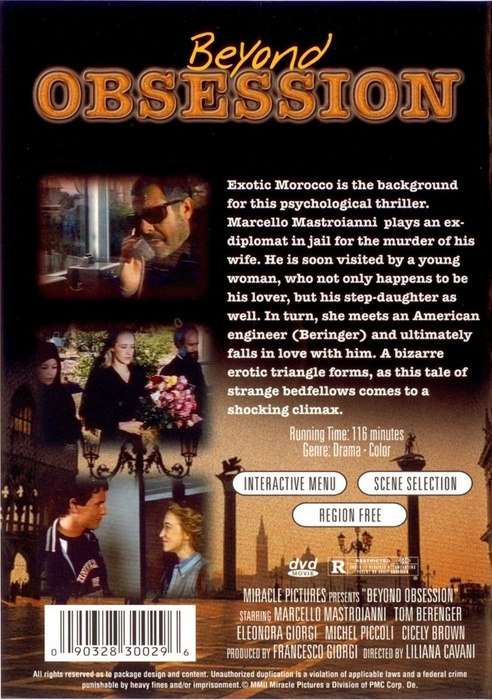 Beyond
OBSESSION
Exotic Morocco is the background
for this psychological thriller.
Marcello Mastroianni plays an ex-
diplomat in jail for the murder of his
wife. He is soon visited by a young
woman, who not only happens to be
his lover, but his step-daughter as
well. In turn, she meets an American
engineer (Beringer) and ultimately
falls in love with him. A bizarre
erotic triangle forms, as this tale of
strange bedfellows comes to a
shocking climax.
Running Time: 116 minutes
Genre: Drama · Color
INTERACTIVE MENU
SCENE SELECTION
REGION FREE
dvd
MOVIE
R
RESTRICTED
MIRACLE PICTURES PRESENTS "BEYOND OBSESSION"
STARRING MARCELLO MASTROIANNI TOM BERENGER
ELEONORA GIORGI MICHEL PICCOLI CICELY BROWN
PRODUCED BY FRANCESCO GIORGI DIRECTED BY LILIANA CAVANI
0 90328 30029 6
All rights reserved as to package design and content. Unauthorized duplication is a violation of applicable laws and a federal crime
punishable by heavy fines and/or imprisonment. © MMII Miracle Pictures a Division of PMC Corp. De.